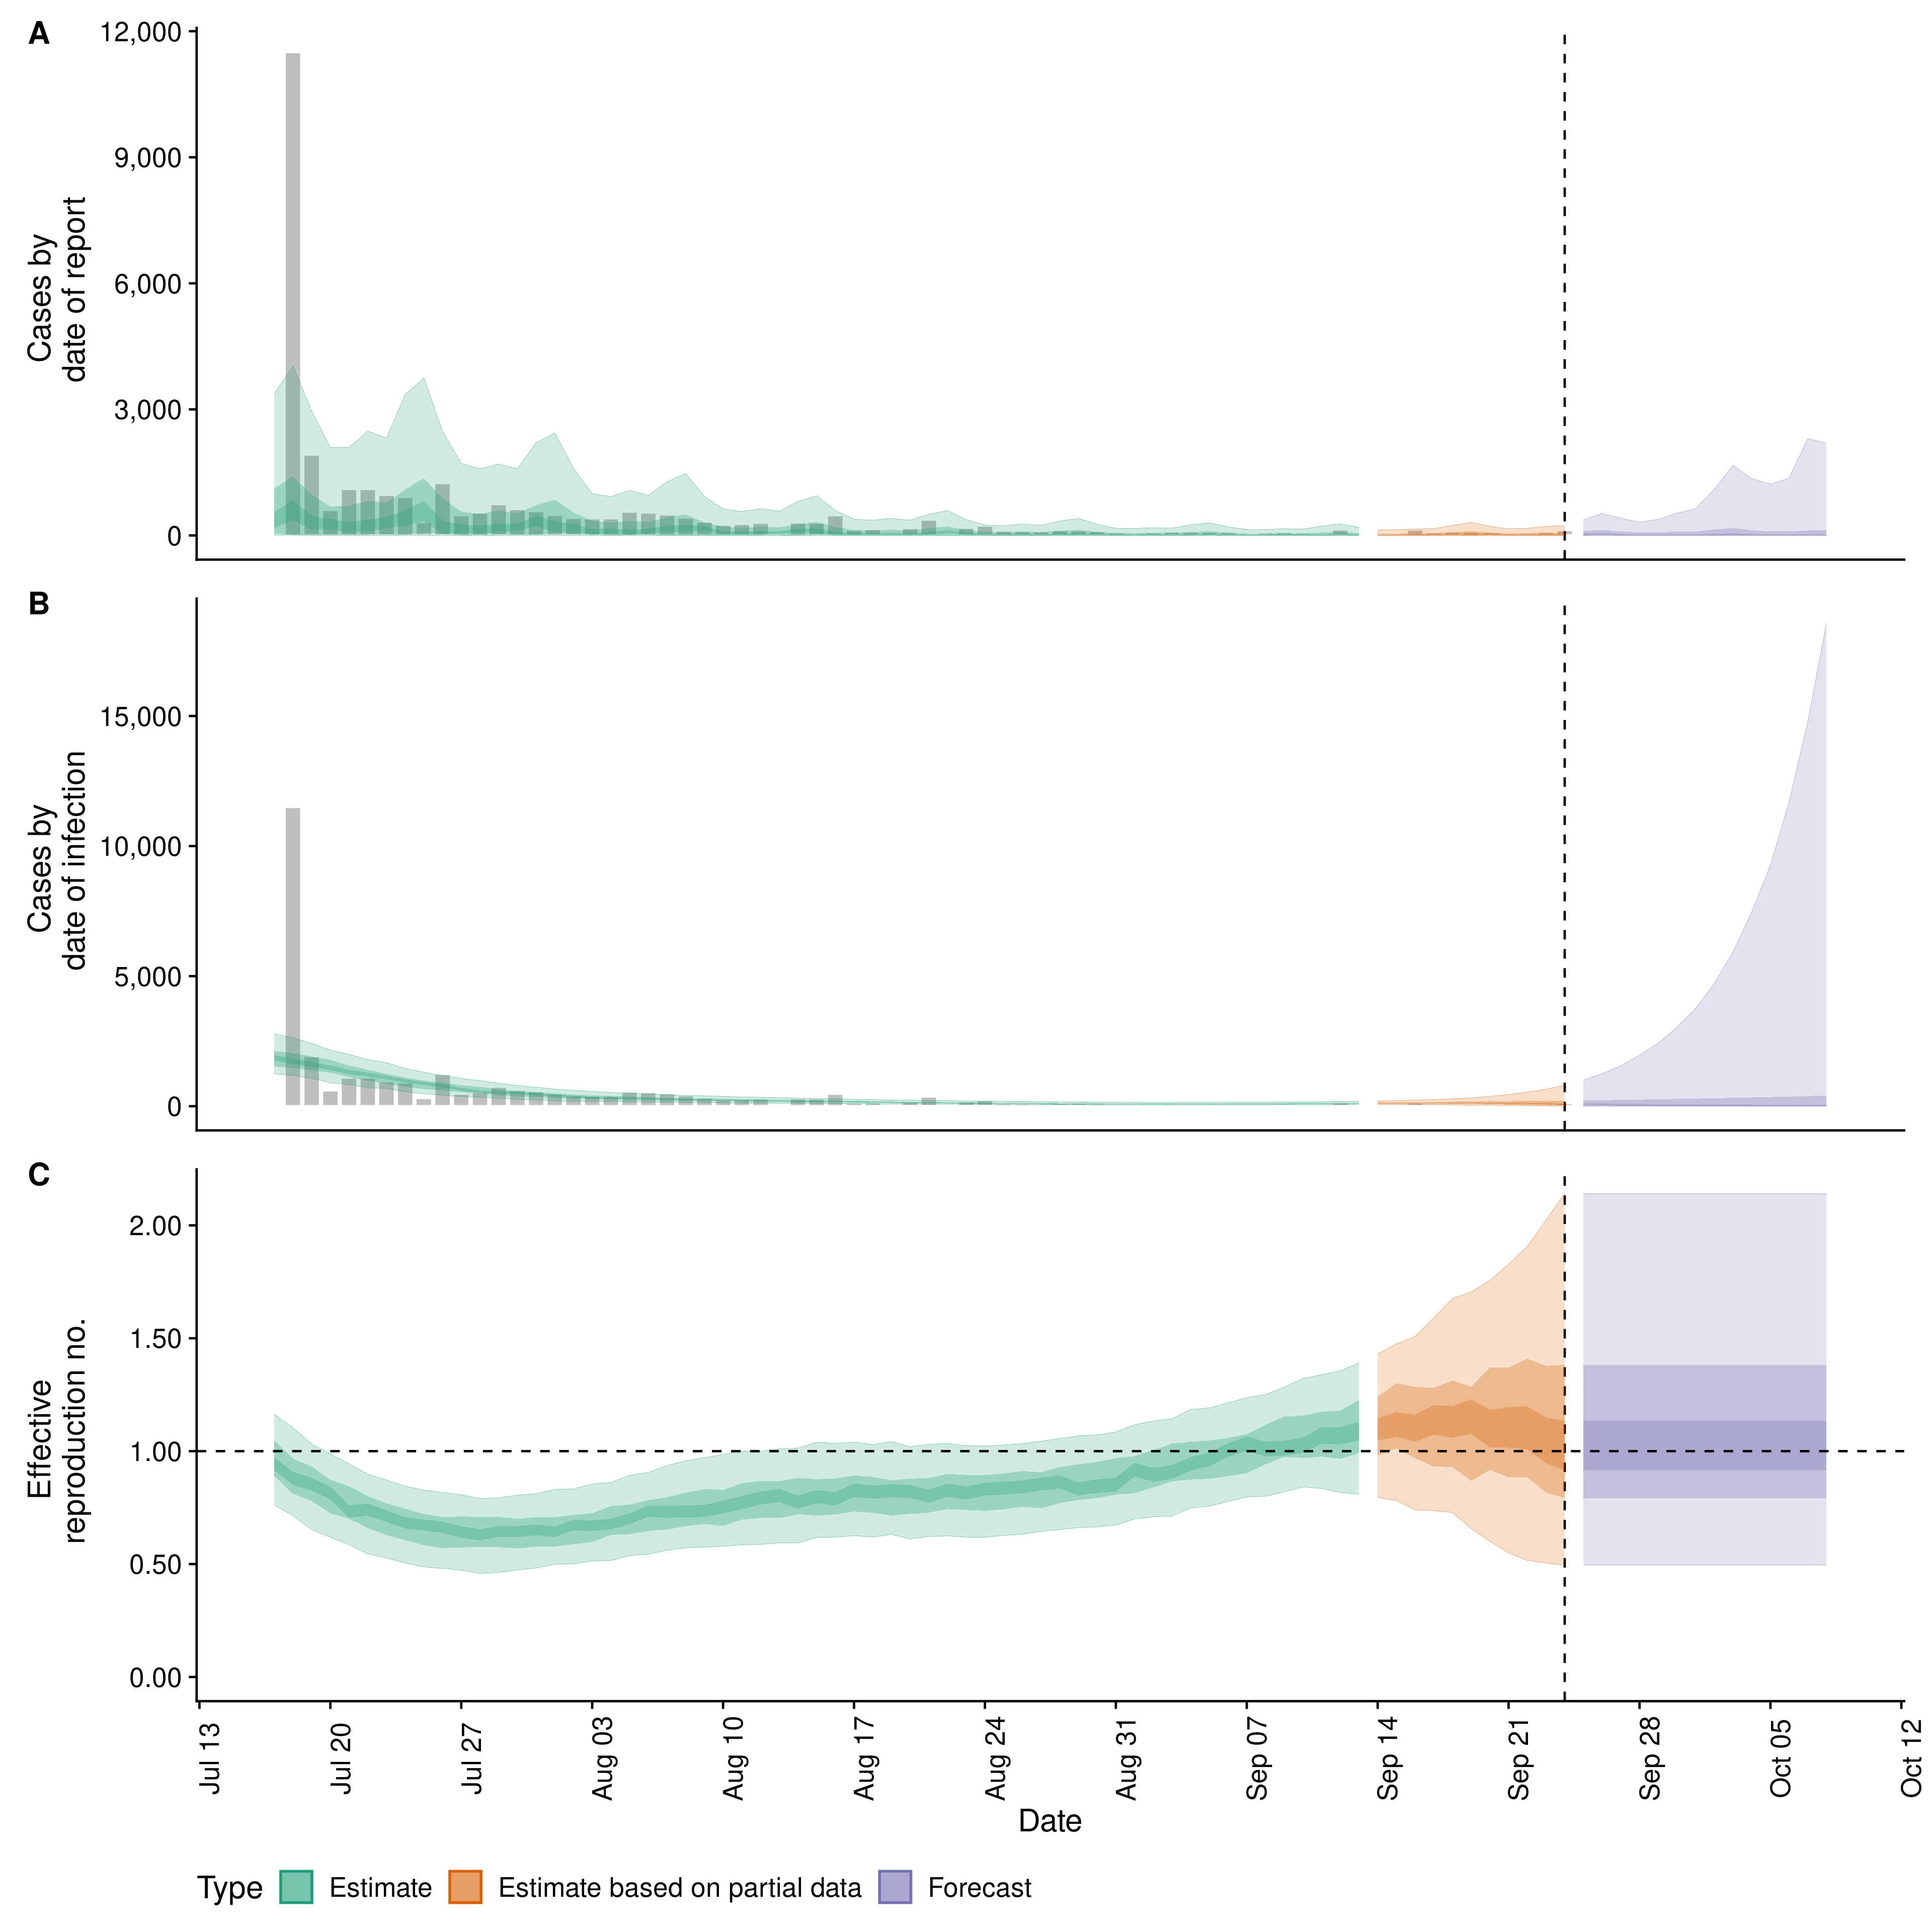 A
12,000
9,000
6,000
3,000
0
Cases by
date of report
B
15,000
10,000
5,000
0
Cases by
date of infection
C
2.00
1.50
1.00
0.50
0.00
Effective
reproduction no.
Jul 13
Jul 20
Jul 27
Aug 03
Aug 10
Aug 17
Aug 24
Aug 31
Sep 07
Sep 14
Sep 21
Sep 28
Oct 05
Oct 12
Date
Type Estimate Estimate based on partial data Forecast